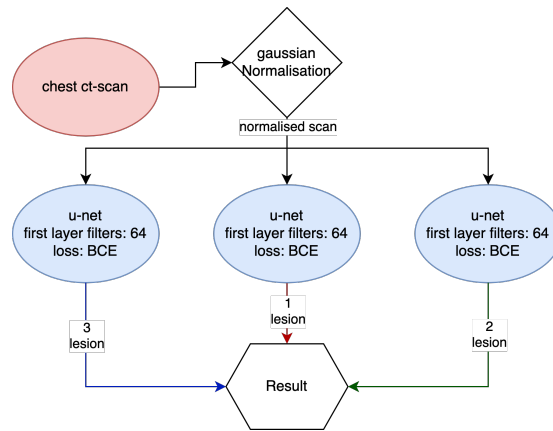 gaussian
Normalisation
chest ct-scan
normalised scan
u-net
first layer filters: 64
loss: BCE
u-net
first layer filters: 64
loss: BCE
u-net
first layer filters: 64
loss: BCE
3
lesion
1
lesion
2
lesion
Result